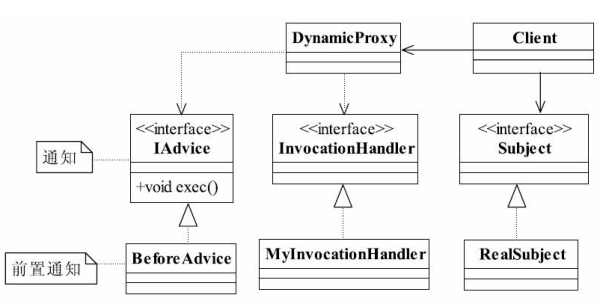 DynamicProxy
Client
<<interface>>
IAdvice
+void exec()
<<interface>>
InvocationHandler
<<interface>>
Subject
通知
BeforeAdvice
MyInvocationHandler
RealSubject
前置通知